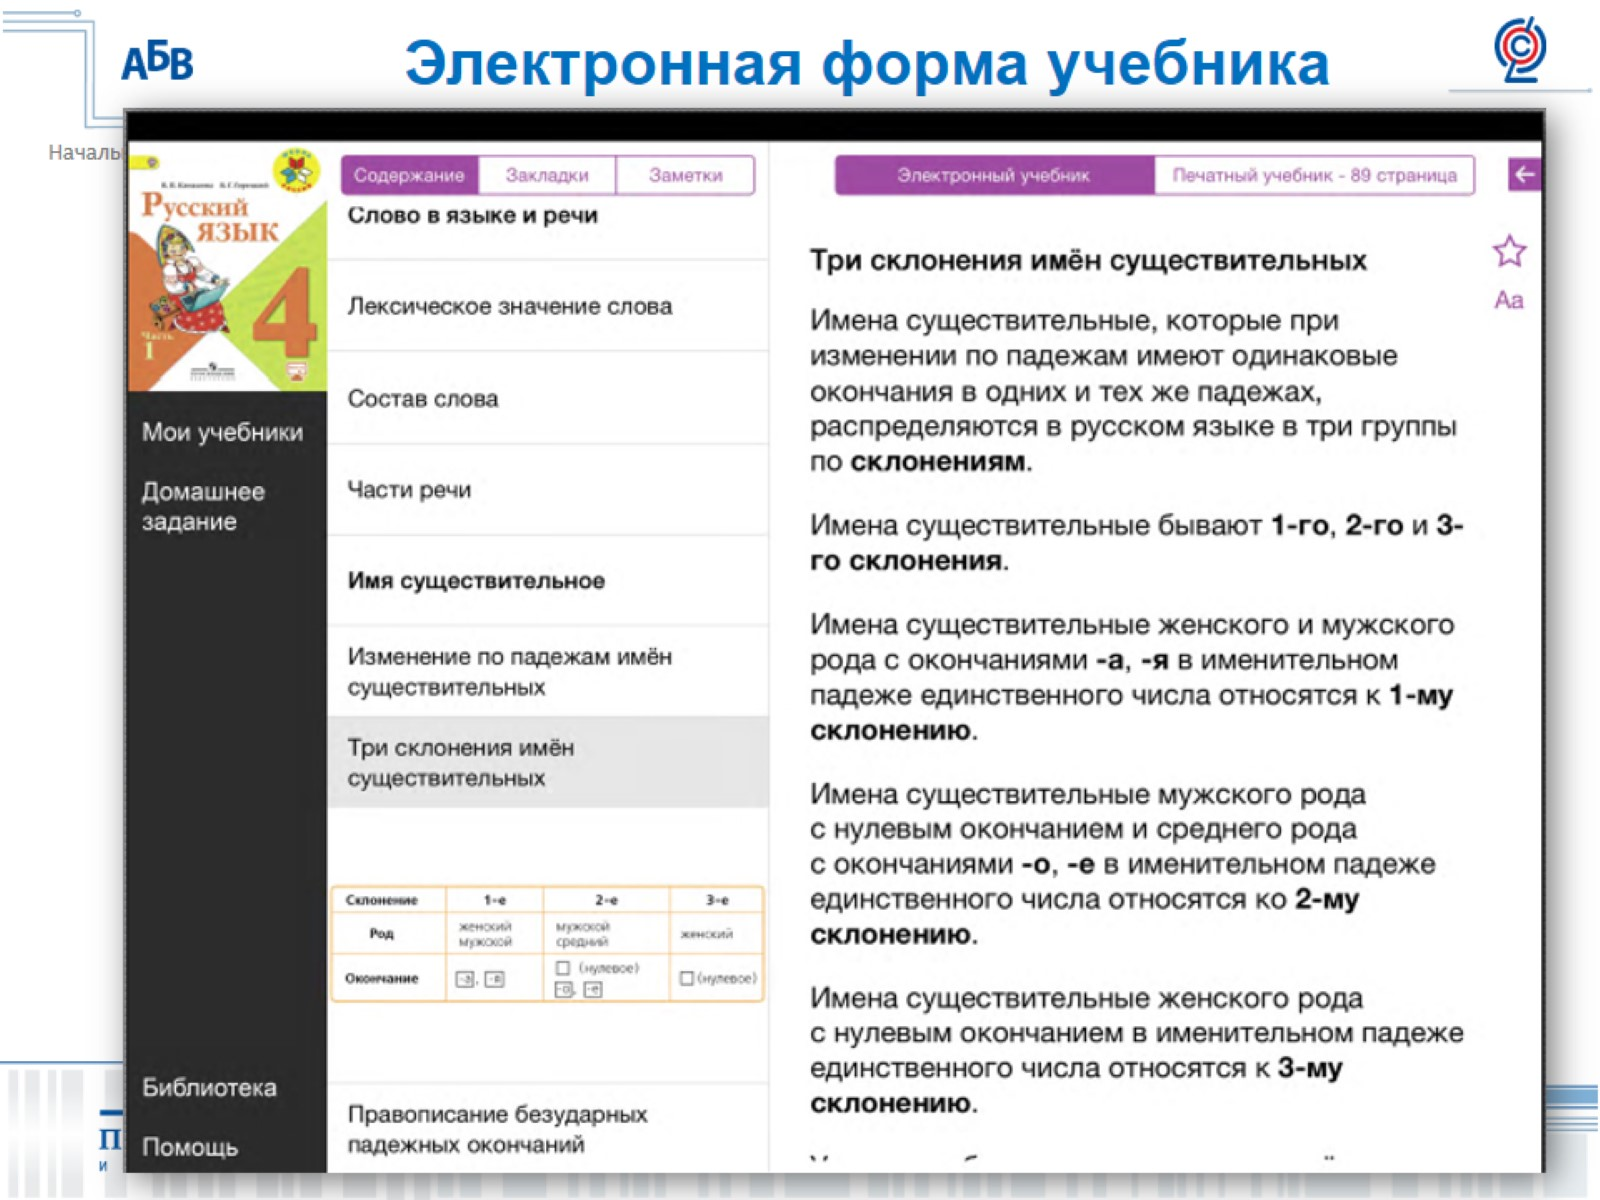 АБВ
Электронная форма учебника
Началь
В. П. Канакина В. Г. Горецкий
Русский
язык
4
Часть
1
Мои учебники
Домашнее
задание
Библиотека
Помощь
Содержание
Закладки
Заметки
Слово в языке и речи
Лексическое значение слова
Состав слова
Части речи
Имя существительное
Изменение по падежам имён
существительных
Три склонения имён
существительных
Склонение 1-е 2-е 3-е
Род женский мужской мужской средний женский
Окончание -а, -я (нулевое) -о, -е (нулевое)
Правописание безударных
падежных окончаний
Электронный учебник
Печатный учебник - 89 страница
Aa
Три склонения имён существительных
Имена существительные, которые при
изменении по падежам имеют одинаковые
окончания в одних и тех же падежах,
распределяются в русском языке в три группы
по склонениям.
Имена существительные бывают 1-го, 2-го и 3-
го склонения.
Имена существительные женского и мужского
рода с окончаниями -а, -я в именительном
падеже единственного числа относятся к 1-му
склонению.
Имена существительные мужского рода
с нулевым окончанием и среднего рода
с окончаниями -о, -е в именительном падеже
единственного числа относятся ко 2-му
склонению.
Имена существительные женского рода
с нулевым окончанием в именительном падеже
единственного числа относятся к 3-му
склонению.
П
и